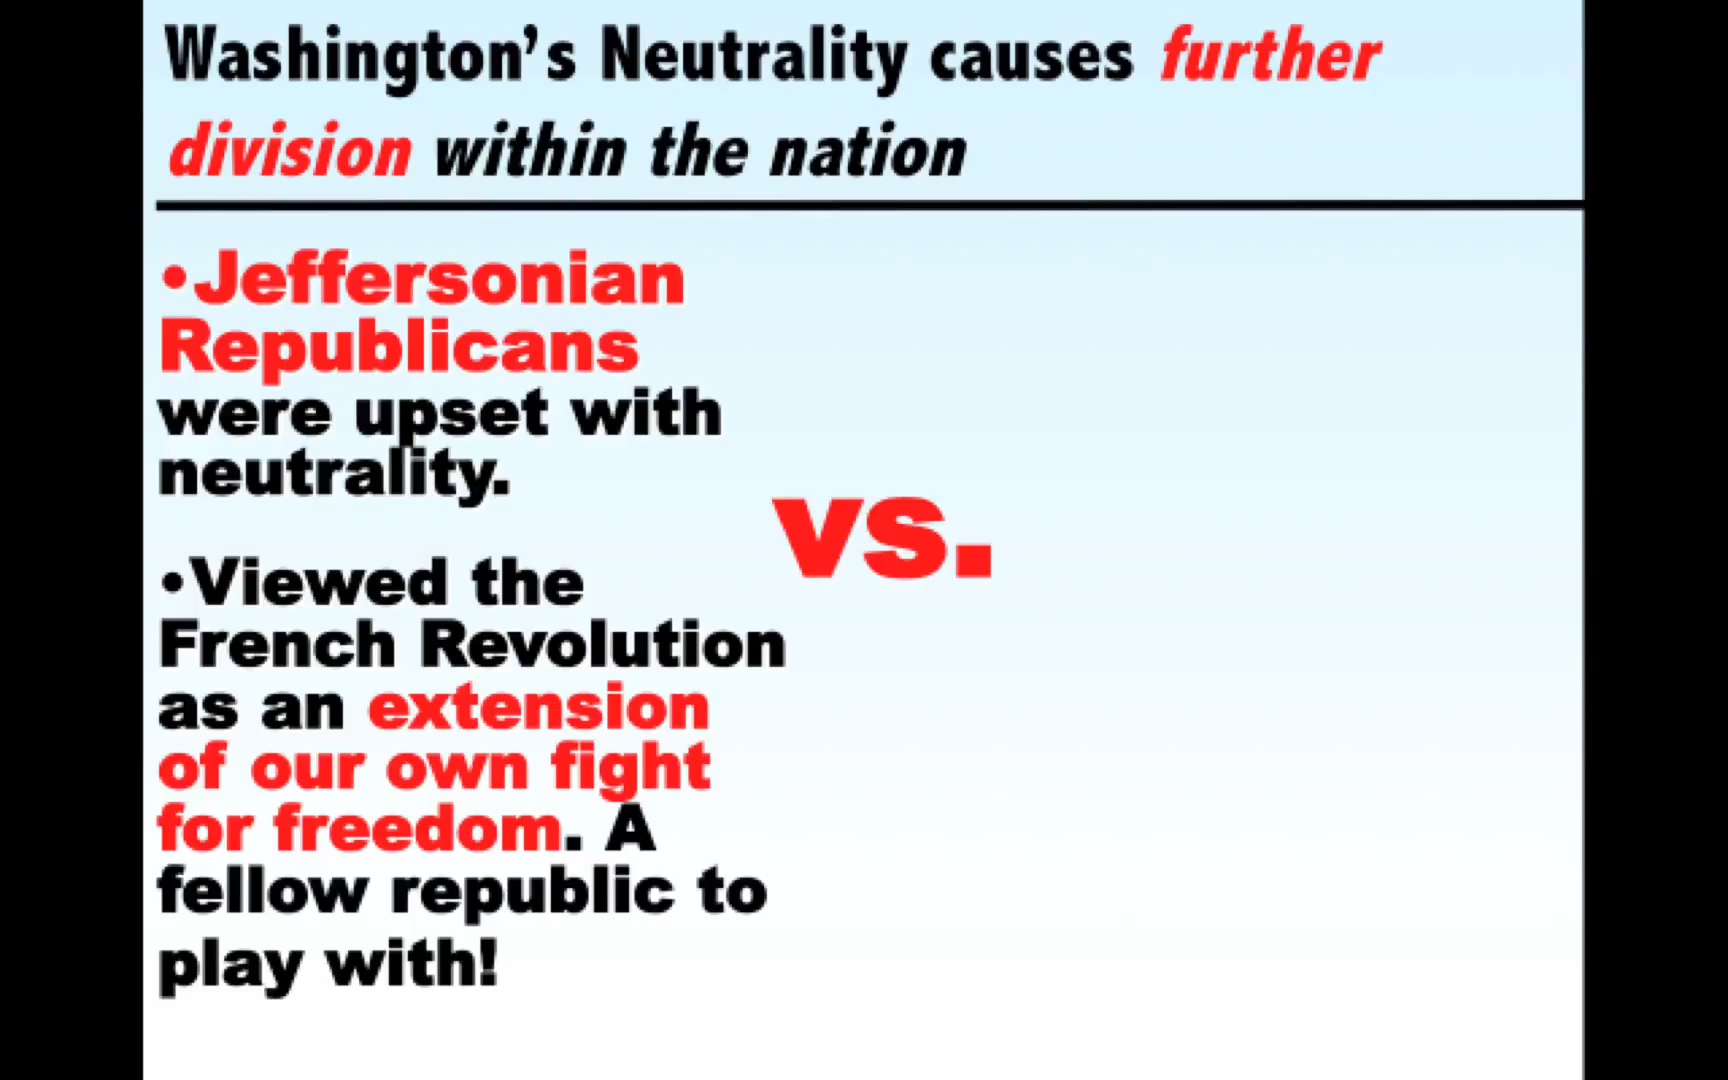 Washington's Neutrality causes further
division within the nation
•Jeffersonian
Republicans
were upset with
neutrality.
vs.
•Viewed the
French Revolution
as an extension
of our own fight
for freedom. A
fellow republic to
play with!